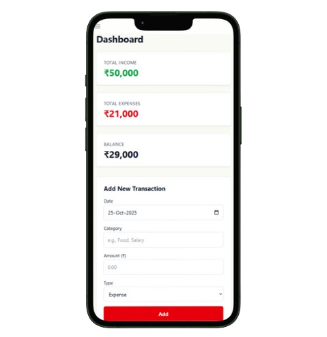 Dashboard
TOTAL INCOME
₹50,000
TOTAL EXPENSES
₹21,000
BALANCE
₹29,000
Add New Transaction
Date
25-Oct-2025
Category
e.g., Food, Salary
Amount (₹)
0.00
Type
Expense
Add